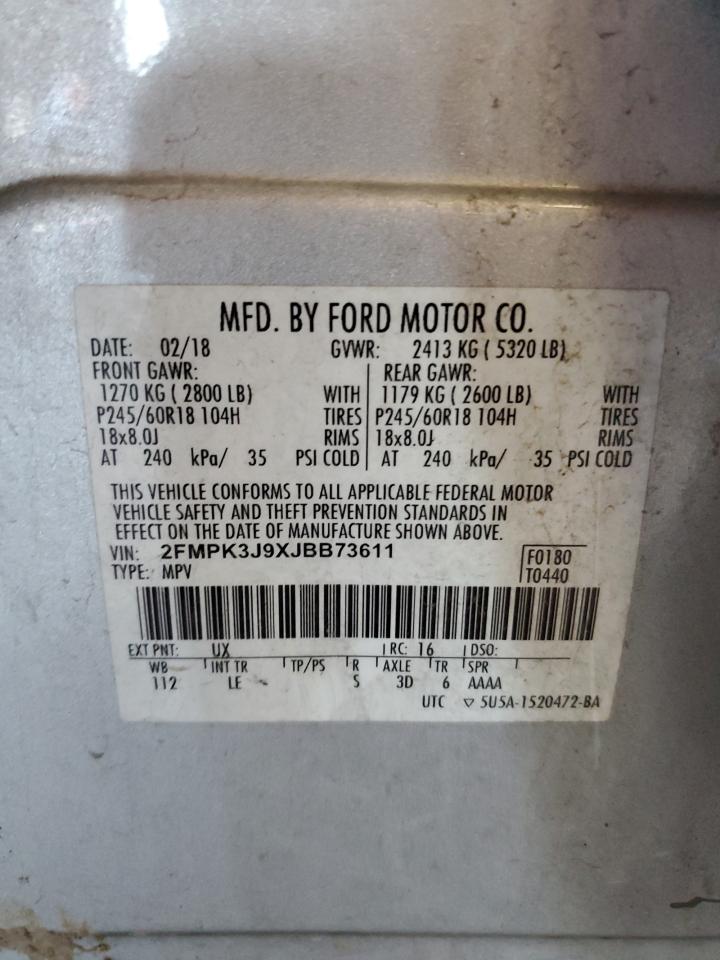 MFD. BY FORD MOTOR CO.
DATE: 02/18 GVWR: 2413 KG ( 5320 LB)
FRONT GAWR: REAR GAWR:
1270 KG ( 2800 LB) WITH 1179 KG ( 2600 LB) WITH
P245/60R18 104H TIRES P245/60R18 104H TIRES
18x8.0J RIMS 18x8.0J RIMS
AT 240 kPa/ 35 PSI COLD AT 240 kPa/ 35 PSI COLD
THIS VEHICLE CONFORMS TO ALL APPLICABLE FEDERAL MOTOR
VEHICLE SAFETY AND THEFT PREVENTION STANDARDS IN
EFFECT ON THE DATE OF MANUFACTURE SHOWN ABOVE.
VIN: 2FMPK3J9XJBB73611 F0180
TYPE: MPV T0440
EXT PNT: UX RC: 16 DSO:
WB INT TR TP/PS R AXLE TR SPR
112 LE S 3D 6 AAAA
UTC ▽ 5U5A-1520472-BA